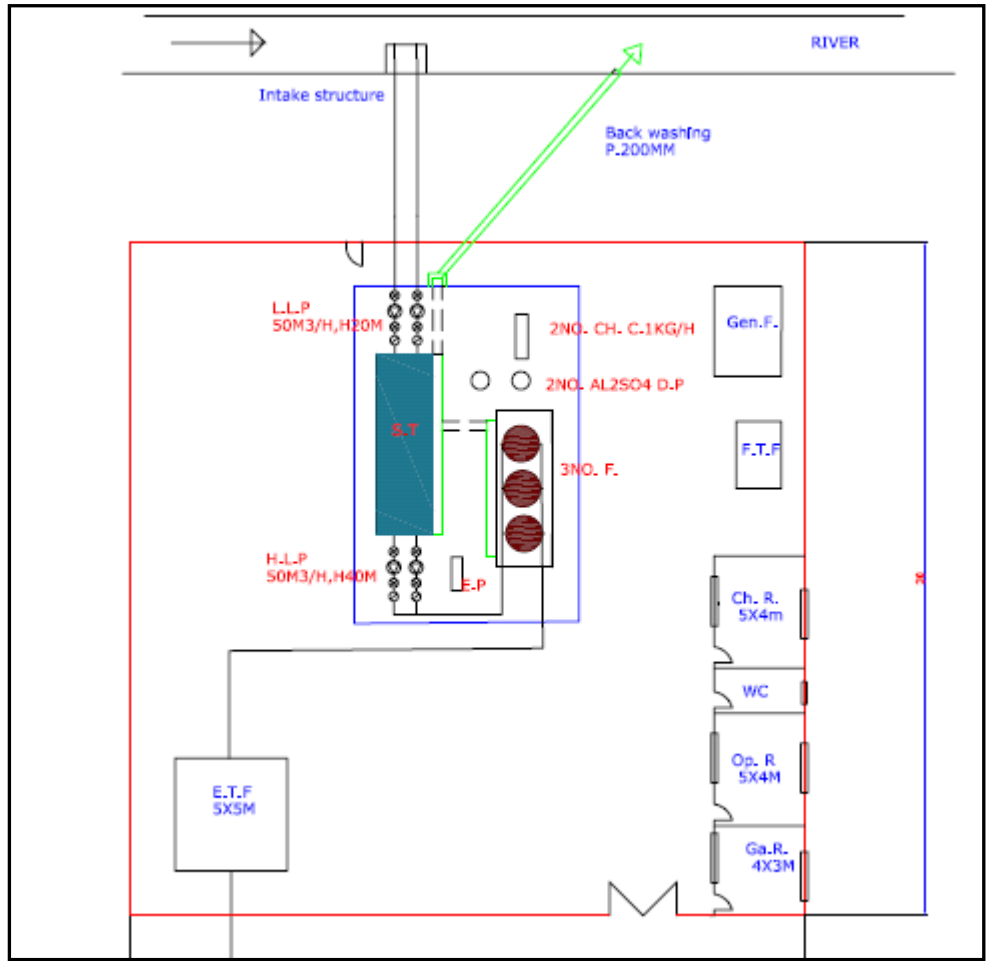 RIVER
Intake structure
Back washing
P.200MM
L.L.P
50M3/H,H20M
2NO. CH. C.1KG/H
Gen.F.
2NO. AL2SO4 D.P
S.T
F.T.F
3NO. F.
H.L.P
50M3/H,H40M
E.P
Ch. R.
5X4m
WC
Op. R
5X4M
E.T.F
5X5M
Ga.R.
4X3M